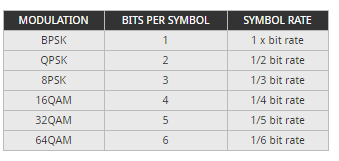 MODULATION BITS PER SYMBOL SYMBOL RATE
BPSK 1 1 x bit rate
QPSK 2 1/2 bit rate
8PSK 3 1/3 bit rate
16QAM 4 1/4 bit rate
32QAM 5 1/5 bit rate
64QAM 6 1/6 bit rate